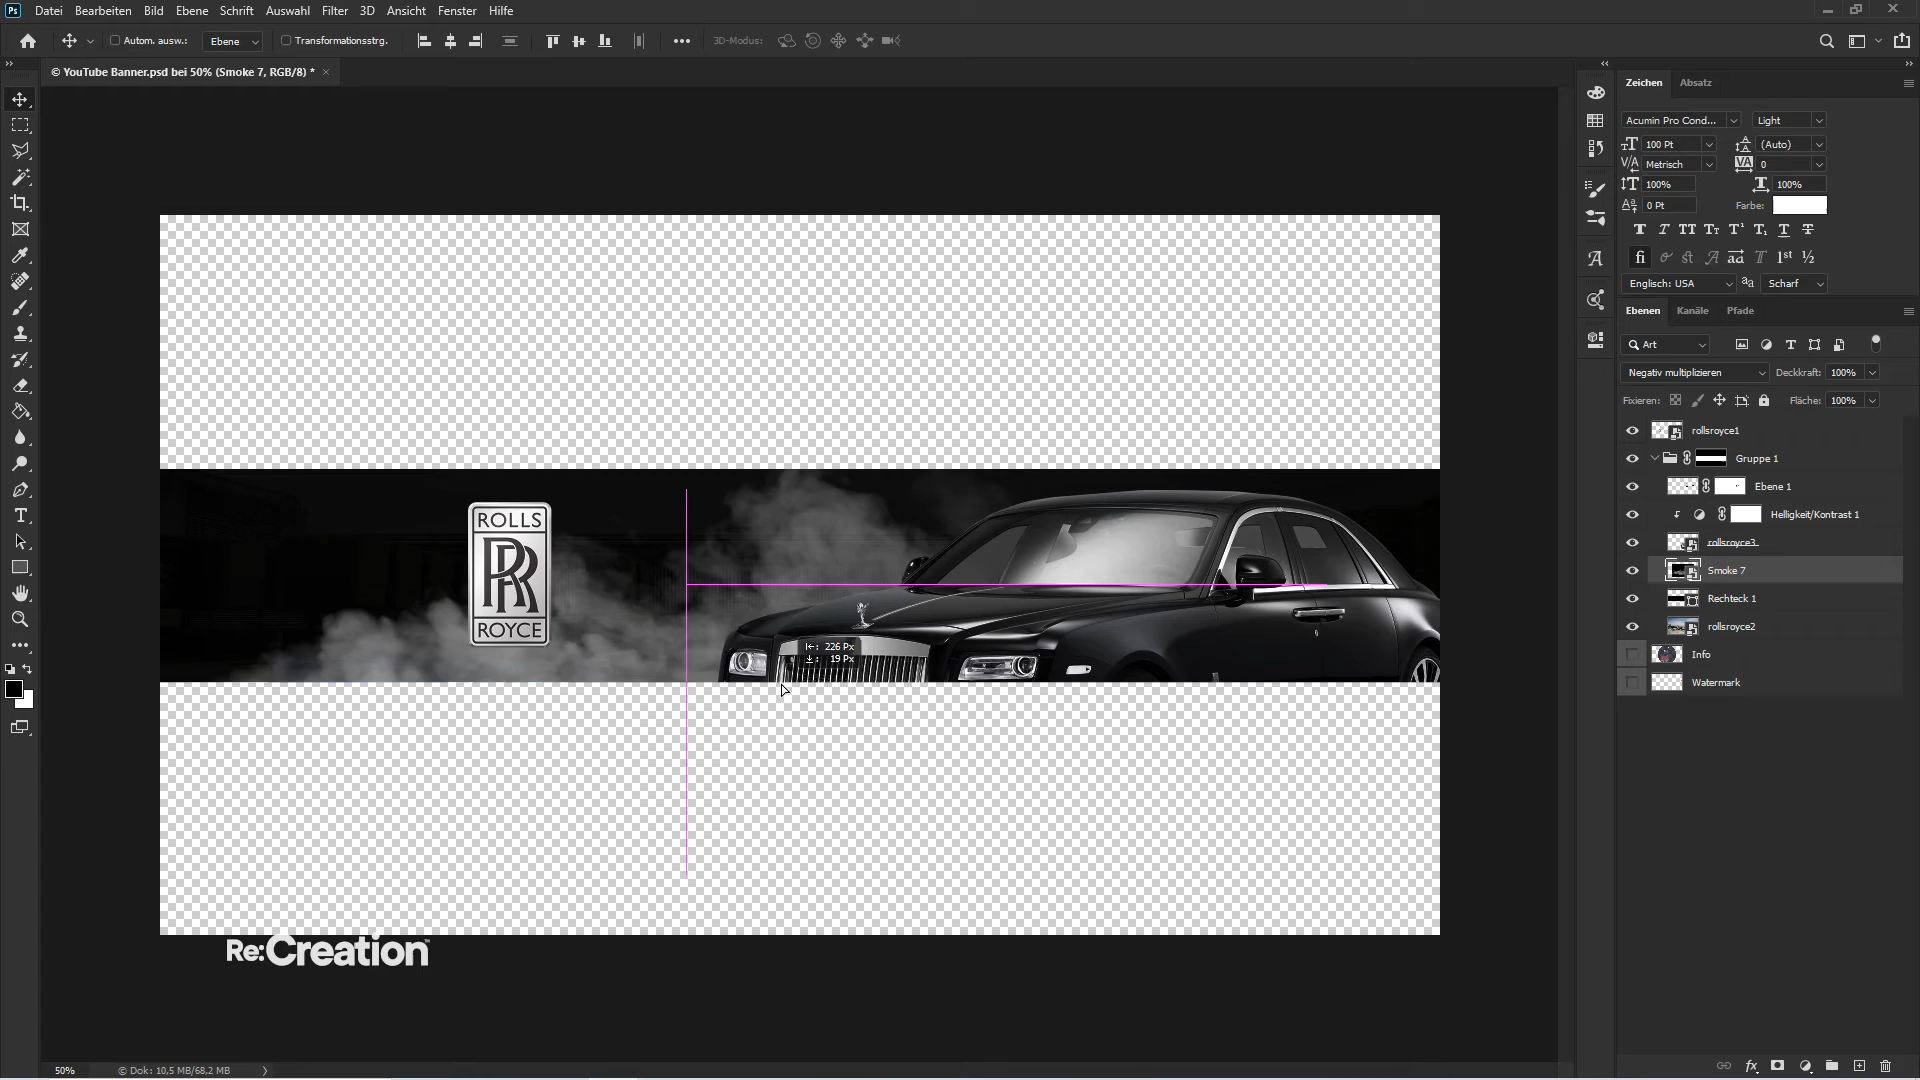 Ps Datei Bearbeiten Bild Ebene Schrift Auswahl Filter 3D Ansicht Fenster Hilfe
Autom. ausw.: Ebene Transformationsstrg. 3D-Modus:
© YouTube Banner.psd bei 50% (Smoke 7, RGB/8) *
Zeichen Absatz
Acumin Pro Cond... Light
100 Pt (Auto)
Metrisch 0
100% 100%
0 Pt Farbe:
Englisch: USA Scharf
Ebenen Kanäle Pfade
Art
Negativ multiplizieren Deckkraft: 100%
Fixieren: Fläche: 100%
rollsroyce1
Gruppe 1
Ebene 1
Helligkeit/Kontrast 1
rollsroyce3
Smoke 7
Rechteck 1
rollsroyce2
Info
Watermark
ROLLS
RR
ROYCE
226 Px
19 Px
Re:Creation™
50% © Dok: 10,5 MB/68,2 MB